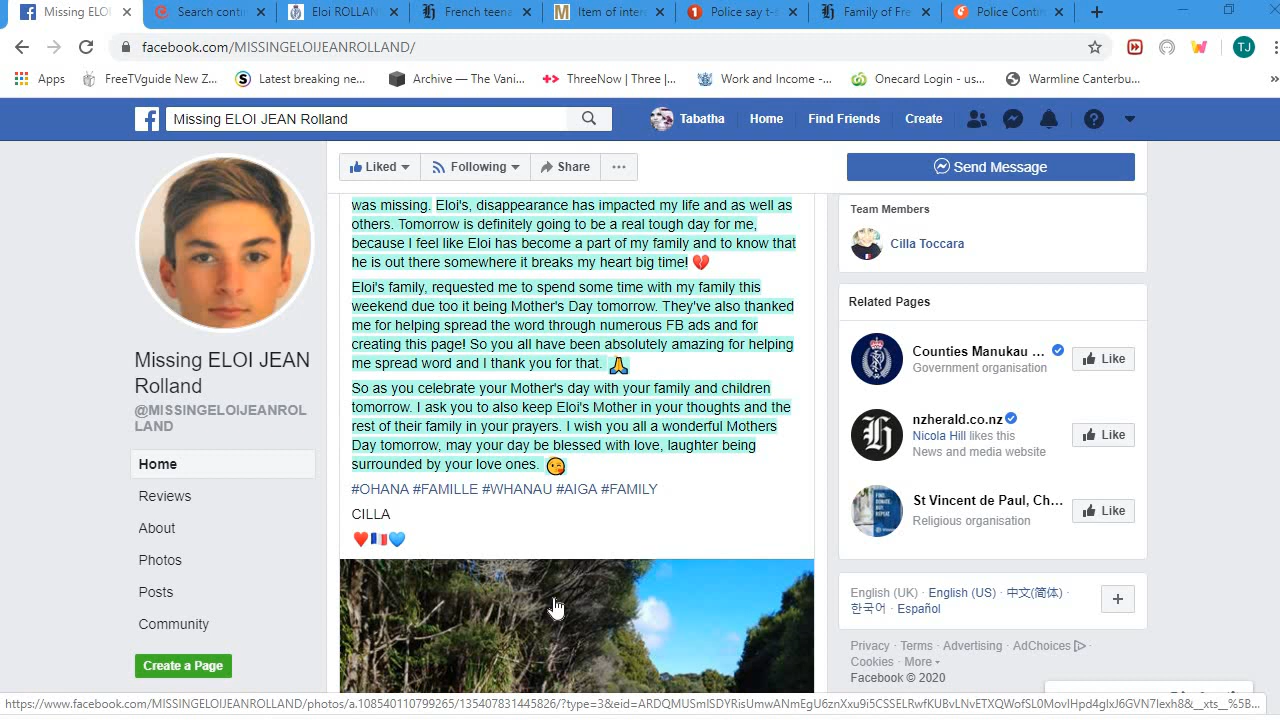 Missing ELO
Search conti
Eloi ROLLAN
French teena
Item of inter
Police say t-s
Family of Fre
Police Contin
facebook.com/MISSINGELOIJEANROLLAND/
TJ
Apps
FreeTVguide New Z...
Latest breaking ne...
Archive — The Vani...
ThreeNow | Three |...
Work and Income -...
Onecard Login - us...
Warmline Canterbu...
Missing ELOI JEAN Rolland
Tabatha
Home
Find Friends
Create
Liked
Following
Share
Send Message
Missing ELOI JEAN
Rolland
@MISSINGELOIJEANROL
LAND
Home
Reviews
About
Photos
Posts
Community
Create a Page
was missing. Eloi's, disappearance has impacted my life and as well as
others. Tomorrow is definitely going to be a real tough day for me,
because I feel like Eloi has become a part of my family and to know that
he is out there somewhere it breaks my heart big time! 💔
Eloi's family, requested me to spend some time with my family this
weekend due too it being Mother's Day tomorrow. They've also thanked
me for helping spread the word through numerous FB ads and for
creating this page! So you all have been absolutely amazing for helping
me spread word and I thank you for that. 🙏
So as you celebrate your Mother's day with your family and children
tomorrow. I ask you to also keep Eloi's Mother in your thoughts and the
rest of their family in your prayers. I wish you all a wonderful Mothers
Day tomorrow, may your day be blessed with love, laughter being
surrounded by your love ones. 😘
#OHANA #FAMILLE #WHANAU #AIGA #FAMILY
CILLA
❤️🇫🇷💙
Team Members
Cilla Toccara
Related Pages
Counties Manukau ...
Government organisation
Like
nzherald.co.nz
Nicola Hill likes this
News and media website
Like
St Vincent de Paul, Ch...
Religious organisation
Like
English (UK) · English (US) · 中文(简体) ·
한국어 · Español
Privacy · Terms · Advertising · AdChoices ·
Cookies · More
Facebook © 2020